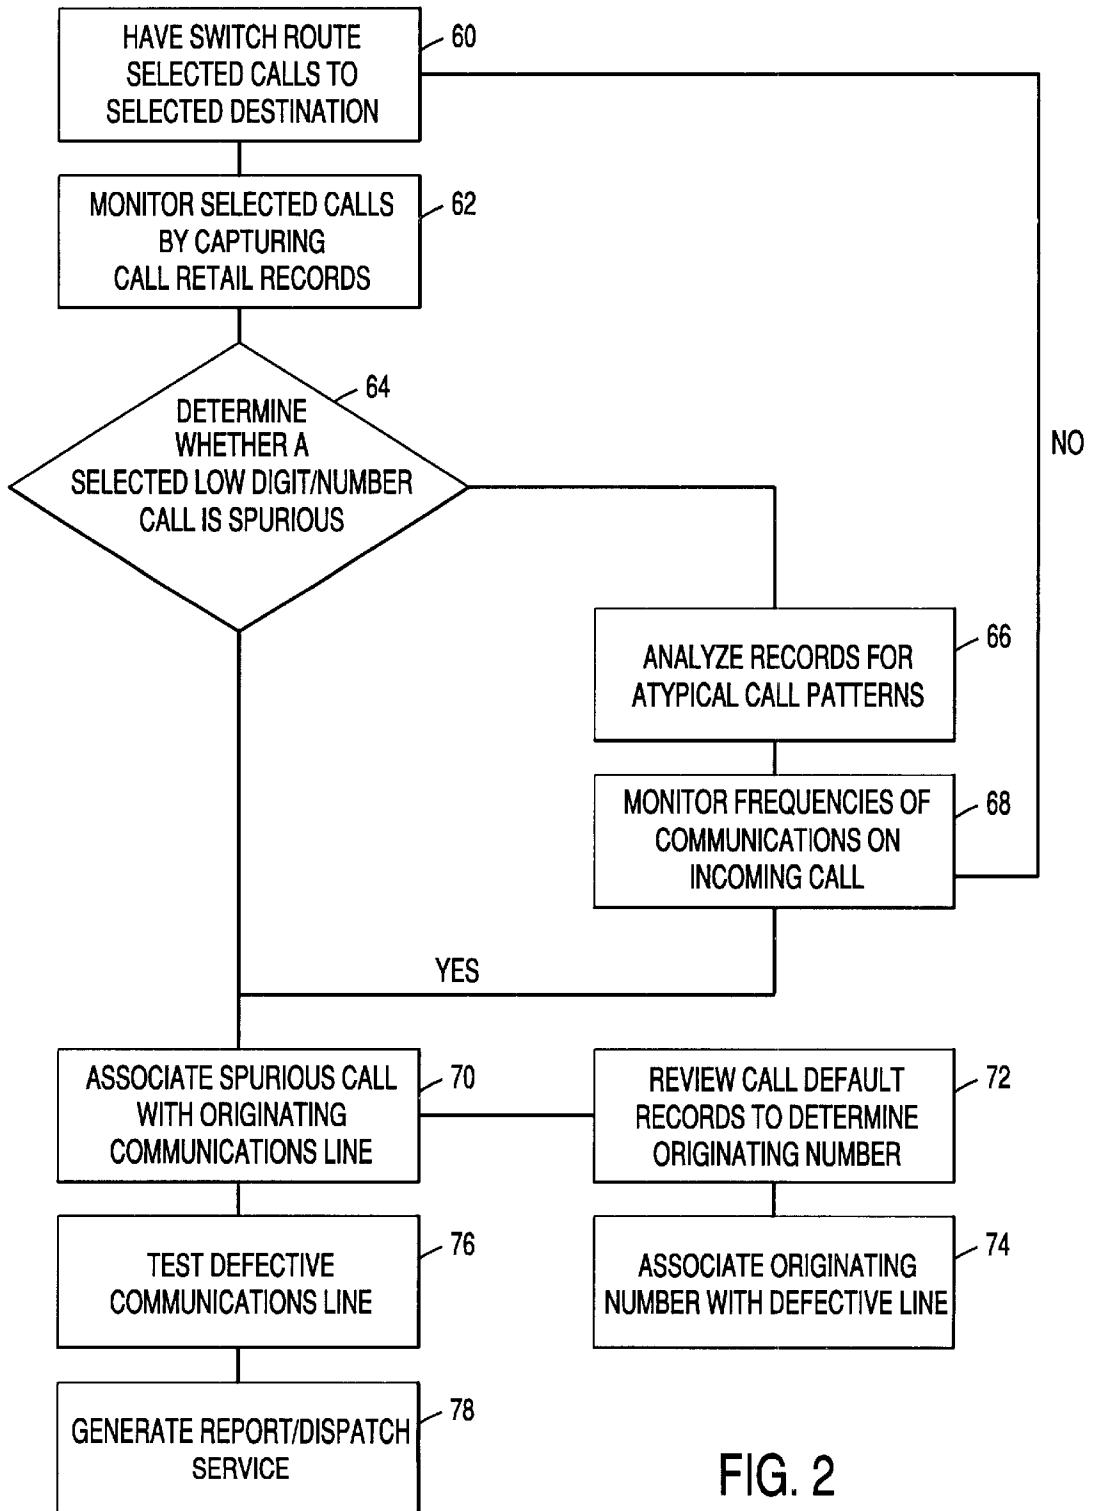 HAVE SWITCH ROUTE
SELECTED CALLS TO
SELECTED DESTINATION
60
MONITOR SELECTED CALLS
BY CAPTURING
CALL RETAIL RECORDS
62
DETERMINE
WHETHER A
SELECTED LOW DIGIT/NUMBER
CALL IS SPURIOUS
64
NO
ANALYZE RECORDS FOR
ATYPICAL CALL PATTERNS
66
MONITOR FREQUENCIES OF
COMMUNICATIONS ON
INCOMING CALL
68
YES
ASSOCIATE SPURIOUS CALL
WITH ORIGINATING
COMMUNICATIONS LINE
70
REVIEW CALL DEFAULT
RECORDS TO DETERMINE
ORIGINATING NUMBER
72
TEST DEFECTIVE
COMMUNICATIONS LINE
76
ASSOCIATE ORIGINATING
NUMBER WITH DEFECTIVE LINE
74
GENERATE REPORT/DISPATCH
SERVICE
78
FIG. 2